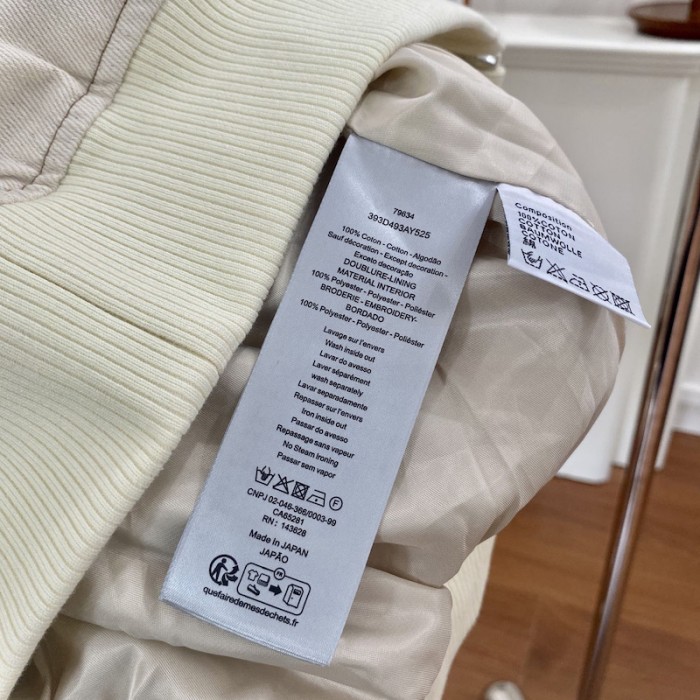 79834
393D493AY525
100% Coton - Cotton - Algodão
Sauf décoration - Except decoration -
Exceto decoração
DOUBLURE-LINING
MATERIAL INTERIOR
100% Polyester - Polyester - Poliéster
BRODERIE - EMBROIDERY-
BORDADO
100% Polyester - Polyester - Poliéster
Lavage sur l'envers
Wash inside out
Lavar do avesso
Laver séparément
wash separately
Lavar separadamente
Repasser sur l'envers
Iron inside out
Passar do avesso
Repassage sans vapeur
No Steam ironing
Passar sem vapor
F
CNPJ 02-046-366/0003-99
CA65281
RN : 143628
Made In JAPAN
JAPÃO
FR
quefairedemesdechets.fr
Composition
100%COTON
COTTON
BAUMWOLLE
COTONE
綿